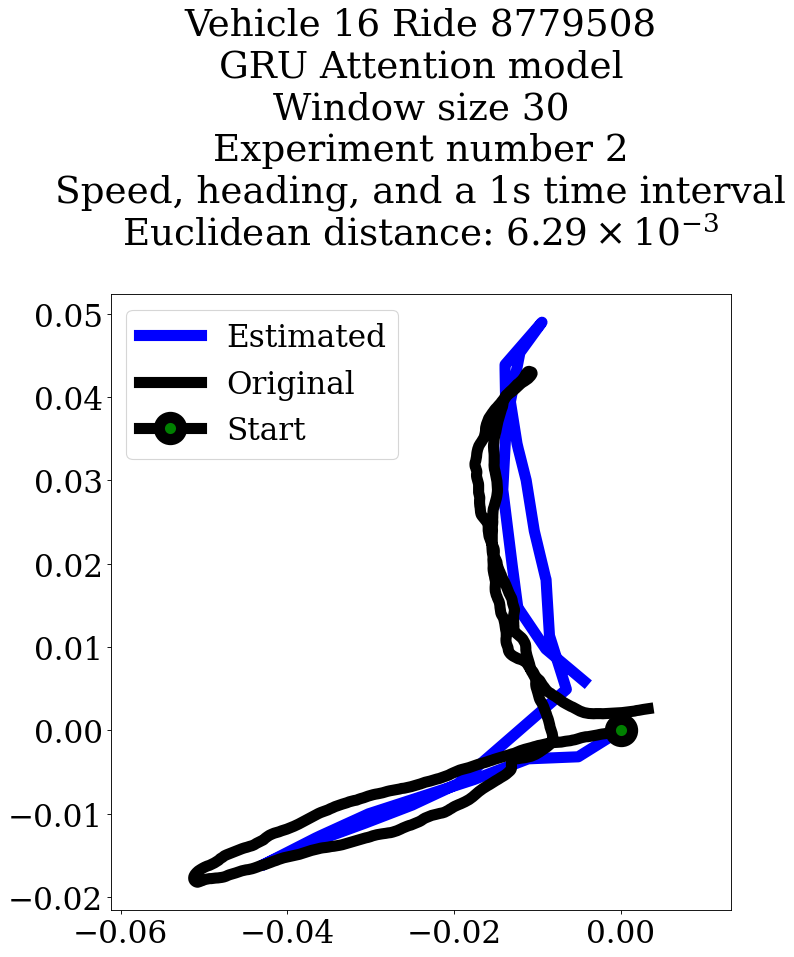 Vehicle 16 Ride 8779508
GRU Attention model
Window size 30
Experiment number 2
Speed, heading, and a 1s time interval
Euclidean distance: 6.29 × 10⁻³
Estimated
Original
Start
0.05
0.04
0.03
0.02
0.01
0.00
−0.01
−0.02
−0.06
−0.04
−0.02
0.00